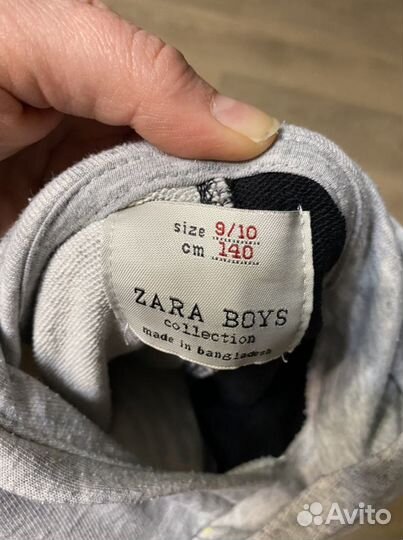 size 9/10
cm 140
ZARA BOYS
collection
made in bangladesh
Avito